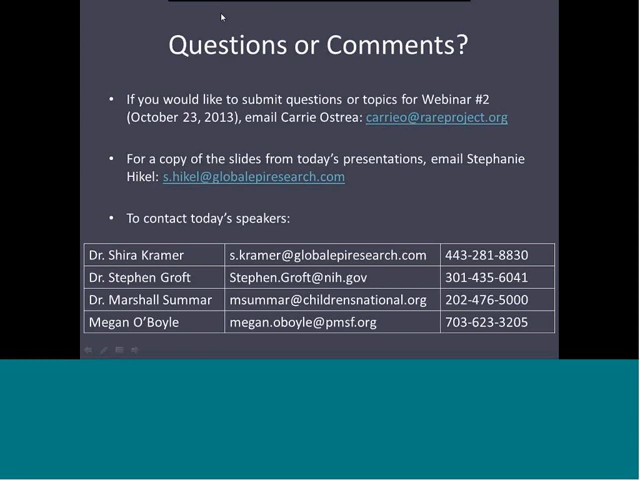 Questions or Comments?
• If you would like to submit questions or topics for Webinar #2
(October 23, 2013), email Carrie Ostrea: carrieo@rareproject.org
• For a copy of the slides from today's presentations, email Stephanie
Hikel: s.hikel@globalepiresearch.com
• To contact today's speakers:
Dr. Shira Kramer s.kramer@globalepiresearch.com 443-281-8830
Dr. Stephen Groft Stephen.Groft@nih.gov 301-435-6041
Dr. Marshall Summar msummar@childrensnational.org 202-476-5000
Megan O'Boyle megan.oboyle@pmsf.org 703-623-3205